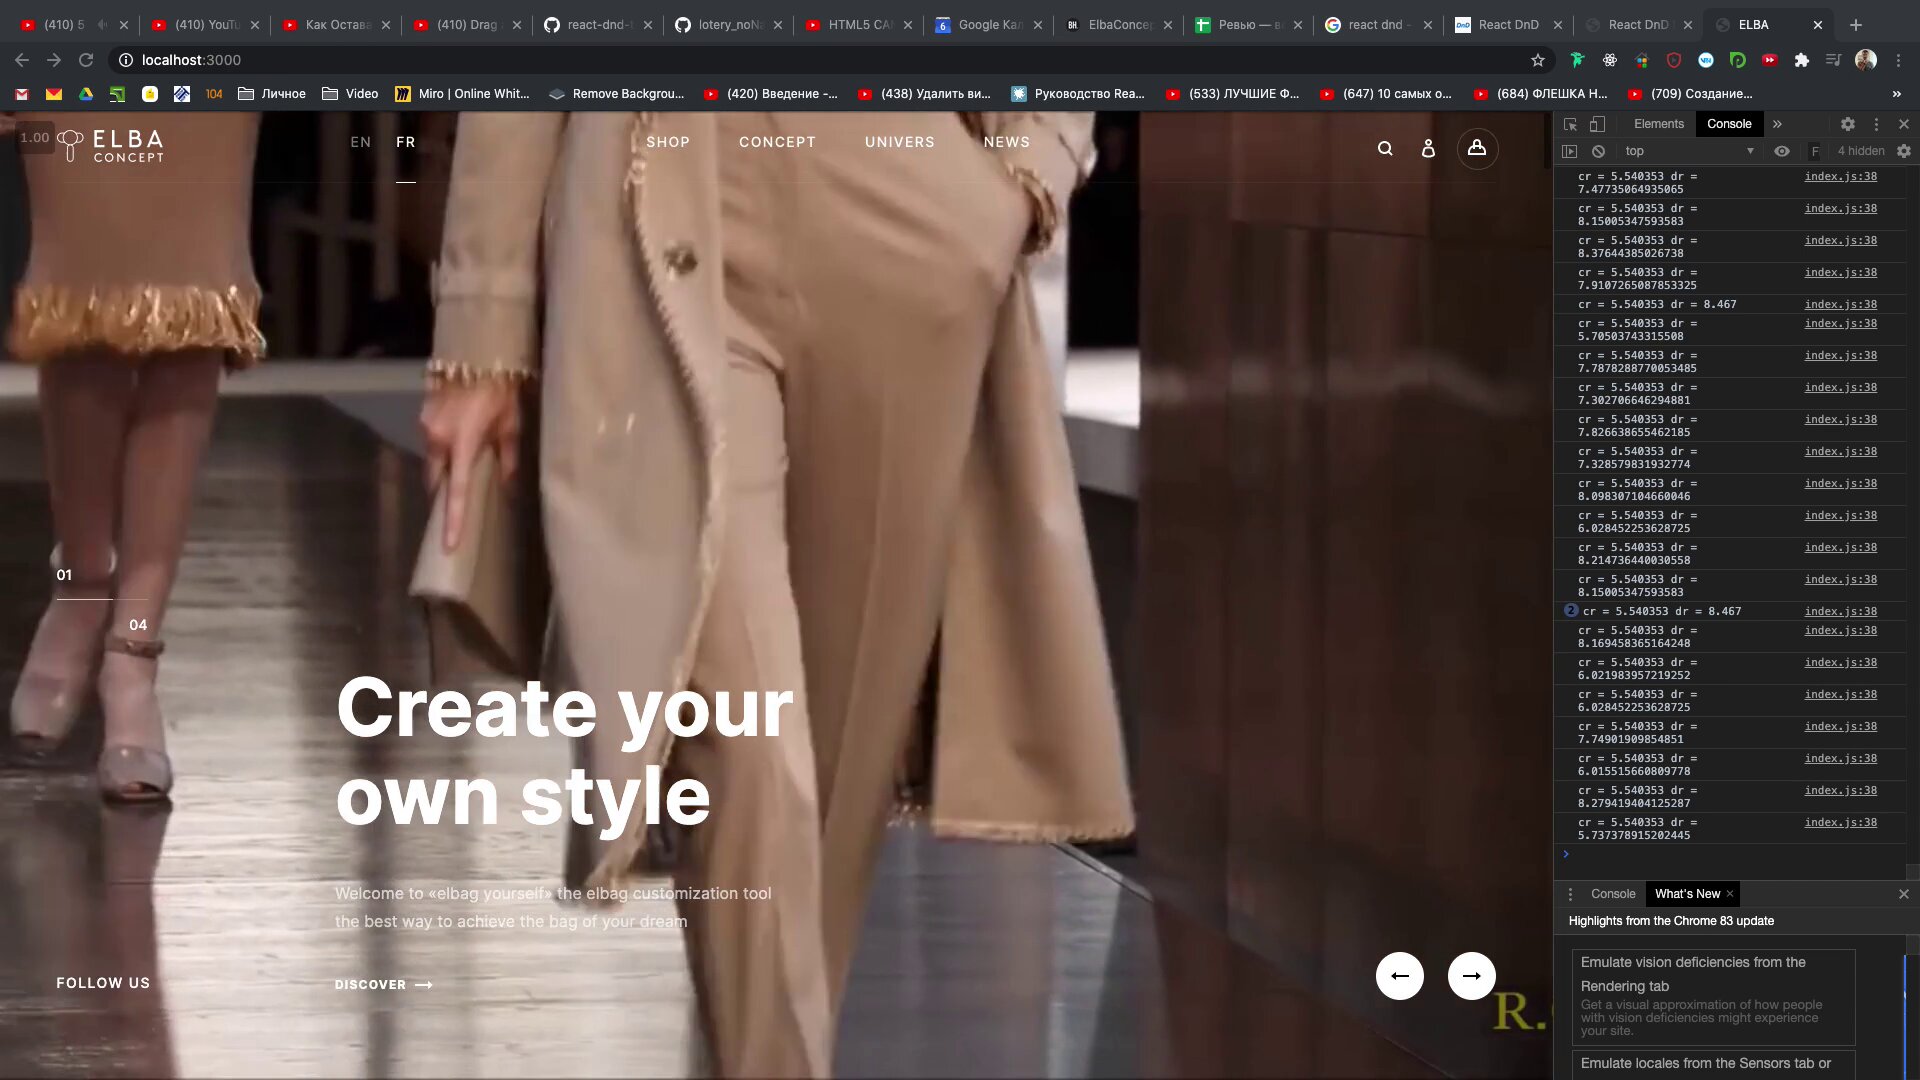 (410) 5
(410) YouTu
Как Остава
(410) Drag
react-dnd-t
lotery_noNa
HTML5 CAN
Google Кал
ElbaConcep
Ревью — в
react dnd -
React DnD
React DnD
ELBA
localhost:3000
104
Личное
Video
Miro | Online Whit...
Remove Backgrou...
(420) Введение -...
(438) Удалить ви...
Руководство Rea...
(533) ЛУЧШИЕ Ф...
(647) 10 самых о...
(684) ФЛЕШКА Н...
(709) Создание...
»
1.00
ELBA
CONCEPT
EN
FR
SHOP
CONCEPT
UNIVERS
NEWS
01
04
Create your
own style
Welcome to «elbag yourself» the elbag customization tool
the best way to achieve the bag of your dream
DISCOVER
FOLLOW US
R.
Elements
Console
»
top
F
4 hidden
cr = 5.540353 dr = index.js:38
7.47735064935065
cr = 5.540353 dr = index.js:38
8.15005347593583
cr = 5.540353 dr = index.js:38
8.37644385026738
cr = 5.540353 dr = index.js:38
7.9107265087853325
cr = 5.540353 dr = 8.467 index.js:38
cr = 5.540353 dr = index.js:38
5.70503743315508
cr = 5.540353 dr = index.js:38
7.7878288770053485
cr = 5.540353 dr = index.js:38
7.302706646294881
cr = 5.540353 dr = index.js:38
7.826638655462185
cr = 5.540353 dr = index.js:38
7.328579831932774
cr = 5.540353 dr = index.js:38
8.098307104660046
cr = 5.540353 dr = index.js:38
6.028452253628725
cr = 5.540353 dr = index.js:38
8.214736440030558
cr = 5.540353 dr = index.js:38
8.15005347593583
2 cr = 5.540353 dr = 8.467 index.js:38
cr = 5.540353 dr = index.js:38
8.169458365164248
cr = 5.540353 dr = index.js:38
6.021983957219252
cr = 5.540353 dr = index.js:38
6.028452253628725
cr = 5.540353 dr = index.js:38
7.74901909854851
cr = 5.540353 dr = index.js:38
6.015515660809778
cr = 5.540353 dr = index.js:38
8.279419404125287
cr = 5.540353 dr = index.js:38
5.737378915202445
Console
What's New
Highlights from the Chrome 83 update
Emulate vision deficiencies from the
Rendering tab
Get a visual approximation of how people
with vision deficiencies might experience
your site.
Emulate locales from the Sensors tab or